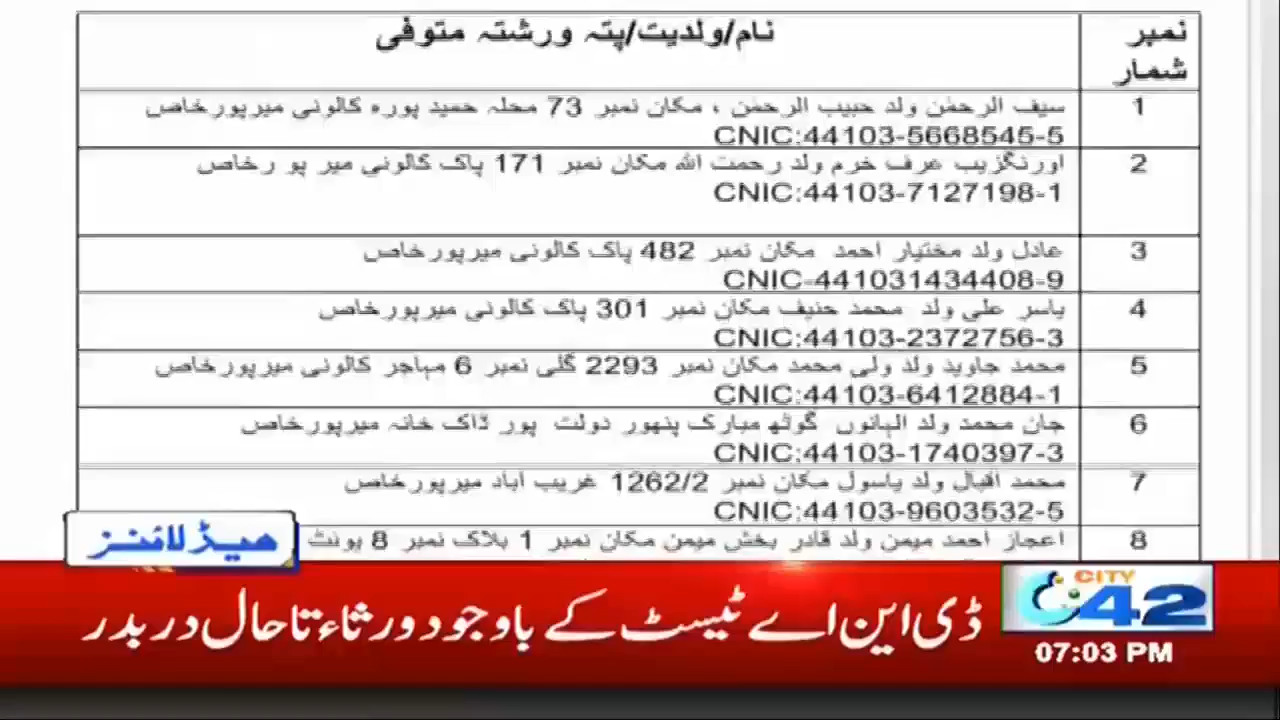 نمبر شمار
نام/ولدیت/پتہ ورشتہ متوفی
1
سیف الرحمٰن ولد حبیب الرحمٰن ، مکان نمبر 73 محلہ حمید پورہ کالونی میرپورخاص
CNIC:44103-5668545-5
2
اورنگزیب عرف خرم ولد رحمت اللہ مکان نمبر 171 پاک کالونی میر پو رخاص
CNIC:44103-7127198-1
3
عادل ولد مختیار احمد مکان نمبر 482 پاک کالونی میرپورخاص
CNIC-441031434408-9
4
یاسر علی ولد محمد حنیف مکان نمبر 301 پاک کالونی میرپورخاص
CNIC:44103-2372756-3
5
محمد جاوید ولد ولی محمد مکان نمبر 2293 گلی نمبر 6 مہاجر کالونی میرپورخاص
CNIC:44103-6412884-1
6
جان محمد ولد الہانوں گوٹھ مبارک پنہور دولت پور ڈاک خانہ میرپورخاص
CNIC:44103-1740397-3
7
محمد اقبال ولد یاسول مکان نمبر 1262/2 غریب آباد میرپورخاص
CNIC:44103-9603532-5
8
اعجاز احمد میمن ولد قادر بخش میمن مکان نمبر 1 بلاک نمبر 8 یونٹ
ہیڈلائنز
ڈی این اے ٹیسٹ کے باوجود ورثاء تاحال دربدر
CITY
42
07:03 PM